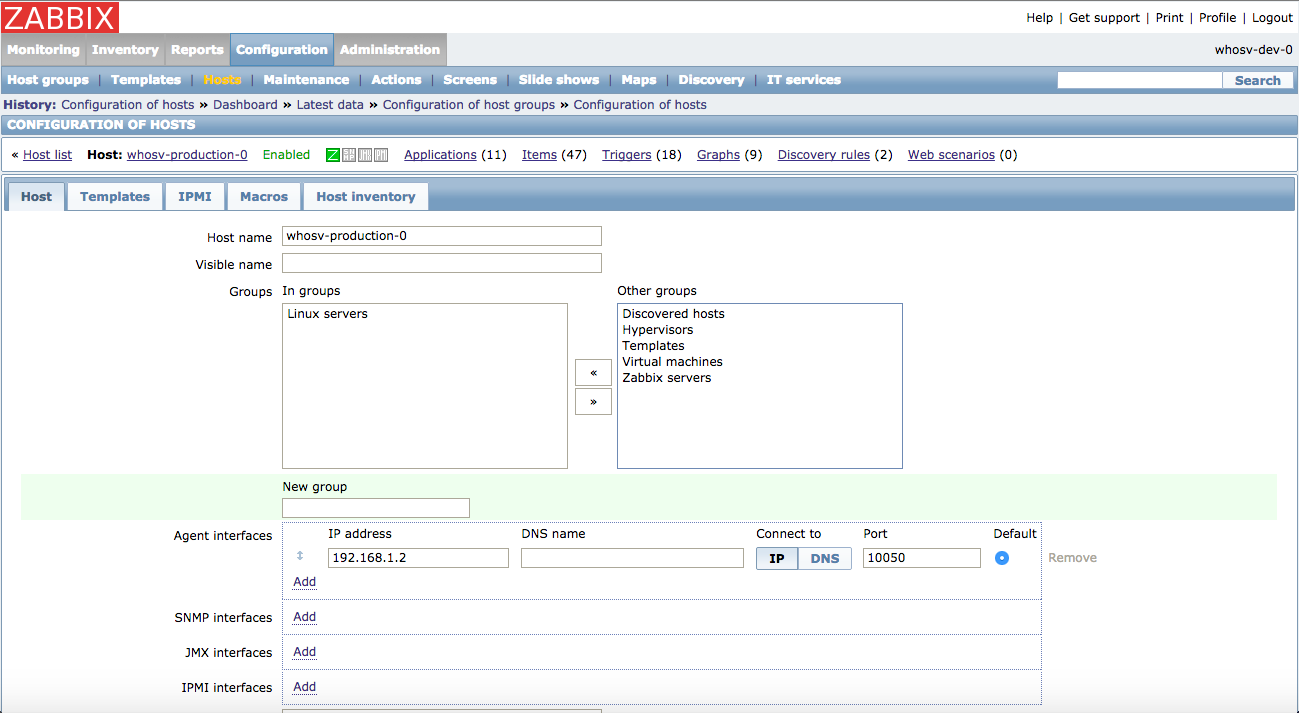 ZABBIX
Help | Get support | Print | Profile | Logout
Monitoring Inventory Reports Configuration Administration whosv-dev-0
Host groups | Templates | Hosts | Maintenance | Actions | Screens | Slide shows | Maps | Discovery | IT services Search
History: Configuration of hosts » Dashboard » Latest data » Configuration of host groups » Configuration of hosts
CONFIGURATION OF HOSTS
« Host list Host: whosv-production-0 Enabled Z Applications (11) Items (47) Triggers (18) Graphs (9) Discovery rules (2) Web scenarios (0)
Host Templates IPMI Macros Host inventory
Host name whosv-production-0
Visible name
Groups In groups Other groups
Linux servers Discovered hosts
Hypervisors
Templates
Virtual machines
Zabbix servers
«
»
New group
Agent interfaces IP address DNS name Connect to Port Default
192.168.1.2 IP DNS 10050 Remove
Add
SNMP interfaces Add
JMX interfaces Add
IPMI interfaces Add